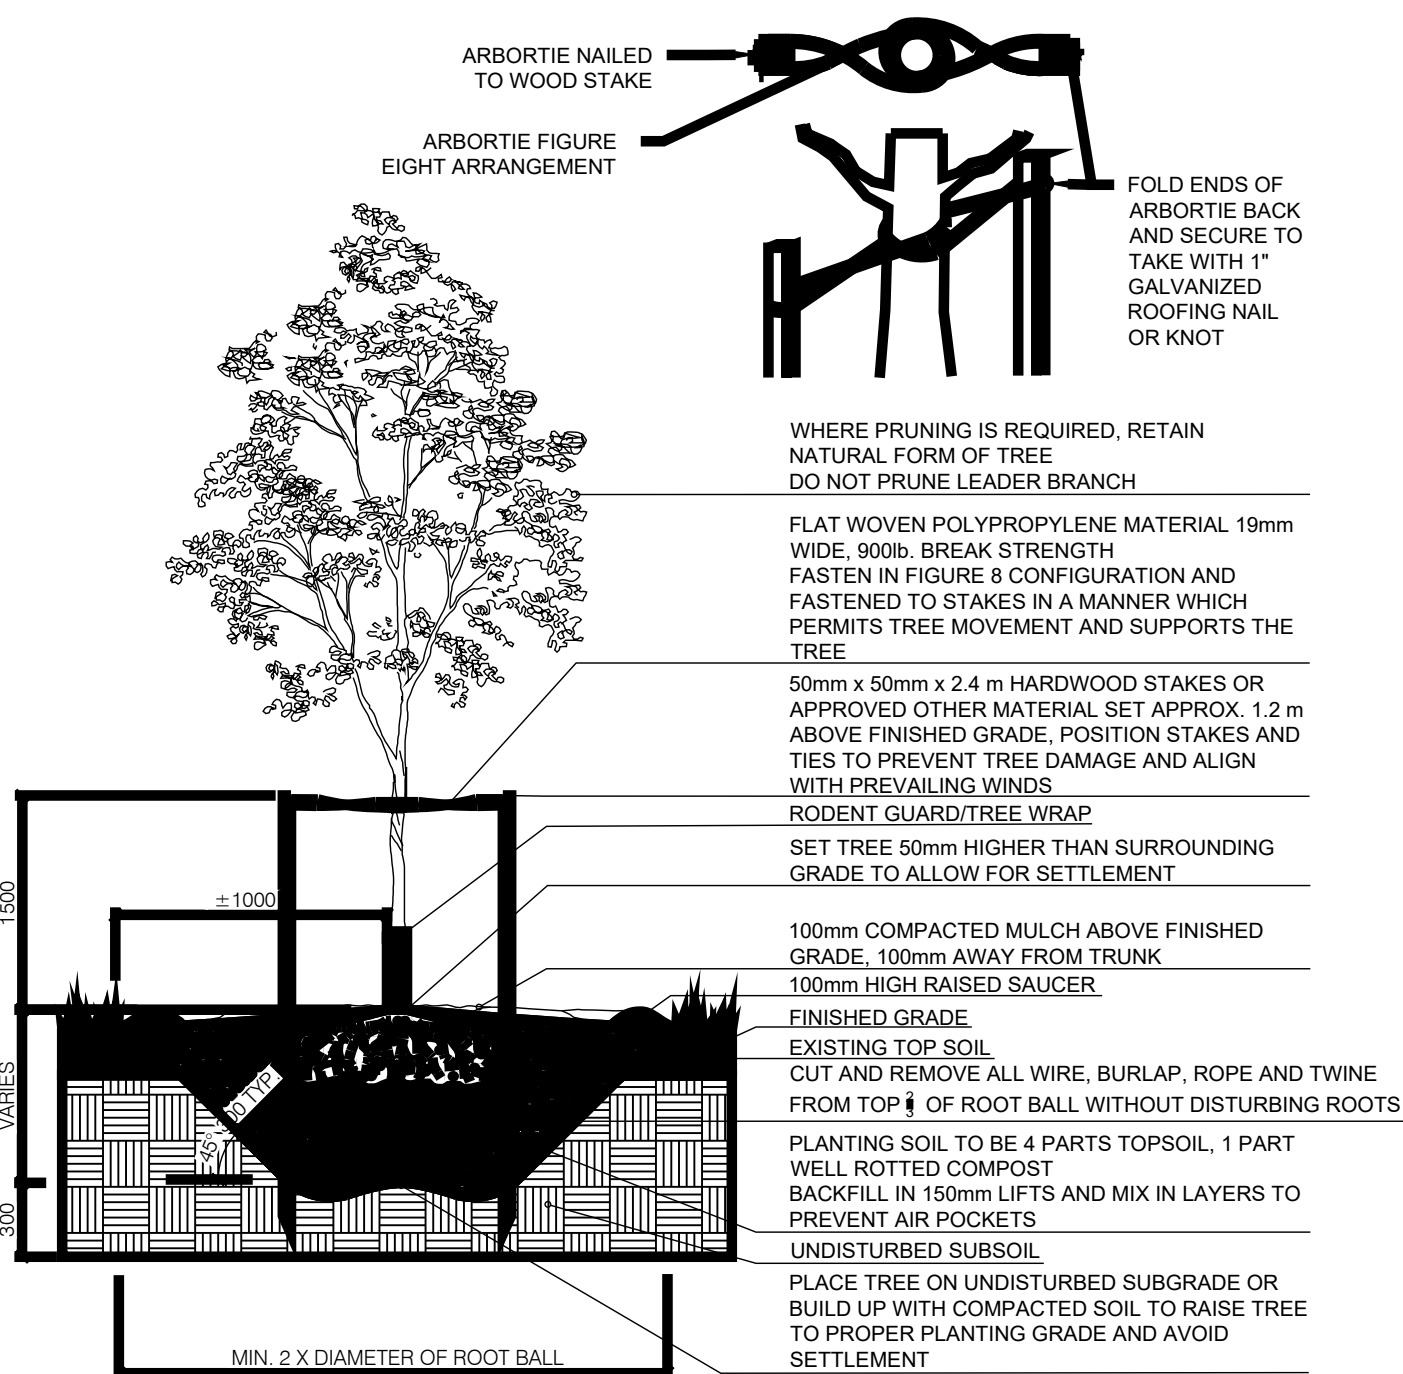 ARBORTIE NAILED
TO WOOD STAKE
ARBORTIE FIGURE
EIGHT ARRANGEMENT
FOLD ENDS OF
ARBORTIE BACK
AND SECURE TO
TAKE WITH 1"
GALVANIZED
ROOFING NAIL
OR KNOT
WHERE PRUNING IS REQUIRED, RETAIN
NATURAL FORM OF TREE
DO NOT PRUNE LEADER BRANCH
FLAT WOVEN POLYPROPYLENE MATERIAL 19mm
WIDE, 900lb. BREAK STRENGTH
FASTEN IN FIGURE 8 CONFIGURATION AND
FASTENED TO STAKES IN A MANNER WHICH
PERMITS TREE MOVEMENT AND SUPPORTS THE
TREE
50mm x 50mm x 2.4 m HARDWOOD STAKES OR
APPROVED OTHER MATERIAL SET APPROX. 1.2 m
ABOVE FINISHED GRADE, POSITION STAKES AND
TIES TO PREVENT TREE DAMAGE AND ALIGN
WITH PREVAILING WINDS
RODENT GUARD/TREE WRAP
SET TREE 50mm HIGHER THAN SURROUNDING
GRADE TO ALLOW FOR SETTLEMENT
100mm COMPACTED MULCH ABOVE FINISHED
GRADE, 100mm AWAY FROM TRUNK
100mm HIGH RAISED SAUCER
FINISHED GRADE
EXISTING TOP SOIL
CUT AND REMOVE ALL WIRE, BURLAP, ROPE AND TWINE
FROM TOP 2/3 OF ROOT BALL WITHOUT DISTURBING ROOTS
PLANTING SOIL TO BE 4 PARTS TOPSOIL, 1 PART
WELL ROTTED COMPOST
BACKFILL IN 150mm LIFTS AND MIX IN LAYERS TO
PREVENT AIR POCKETS
UNDISTURBED SUBSOIL
PLACE TREE ON UNDISTURBED SUBGRADE OR
BUILD UP WITH COMPACTED SOIL TO RAISE TREE
TO PROPER PLANTING GRADE AND AVOID
SETTLEMENT
1500
±1000
VARIES
300
45°
300 TYP.
MIN. 2 X DIAMETER OF ROOT BALL